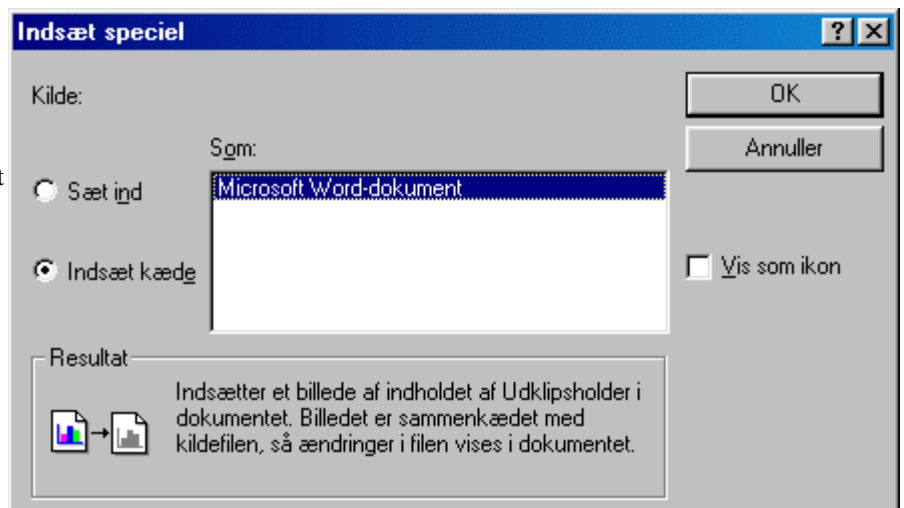 Indsæt speciel
Kilde:
OK
Annuller
Som:
t
Sæt ind
Microsoft Word-dokument
Indsæt kæde
Vis som ikon
Resultat
Indsætter et billede af indholdet af Udklipsholder i
dokumentet. Billedet er sammenkædet med
kildefilen, så ændringer i filen vises i dokumentet.